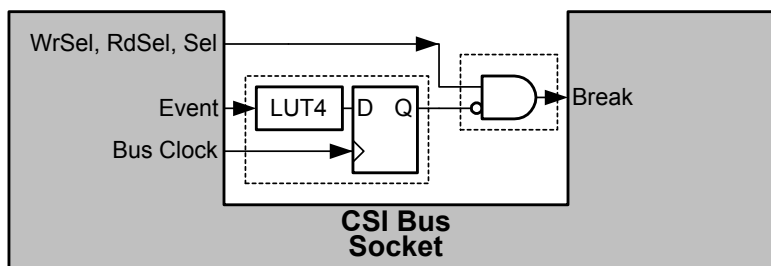 WrSel, RdSel, Sel
Event
LUT4
D
Q
Break
Bus Clock
CSI Bus
Socket